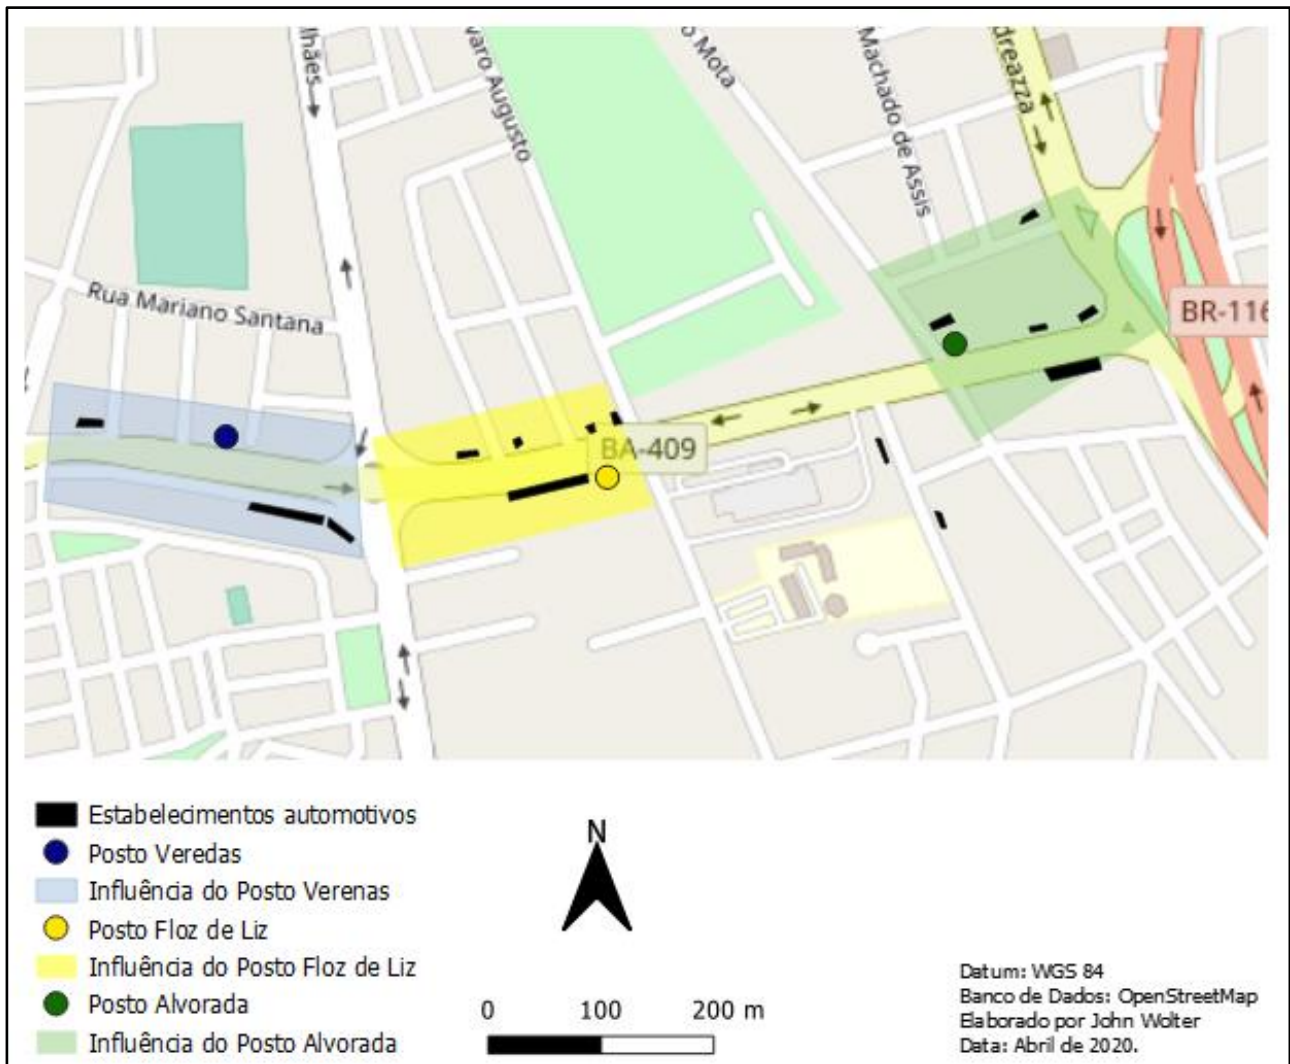 lhães
varo Augusto
o Mota
Machado de Assis
dreazza
Rua Mariano Santana
BR-116
BA-409
Estabelecimentos automotivos
Posto Veredas
Influência do Posto Verenas
Posto Floz de Liz
Influência do Posto Floz de Liz
Posto Alvorada
Influência do Posto Alvorada
N
0 100 200 m
Datum: WGS 84
Banco de Dados: OpenStreetMap
Elaborado por John Wolter
Data: Abril de 2020.